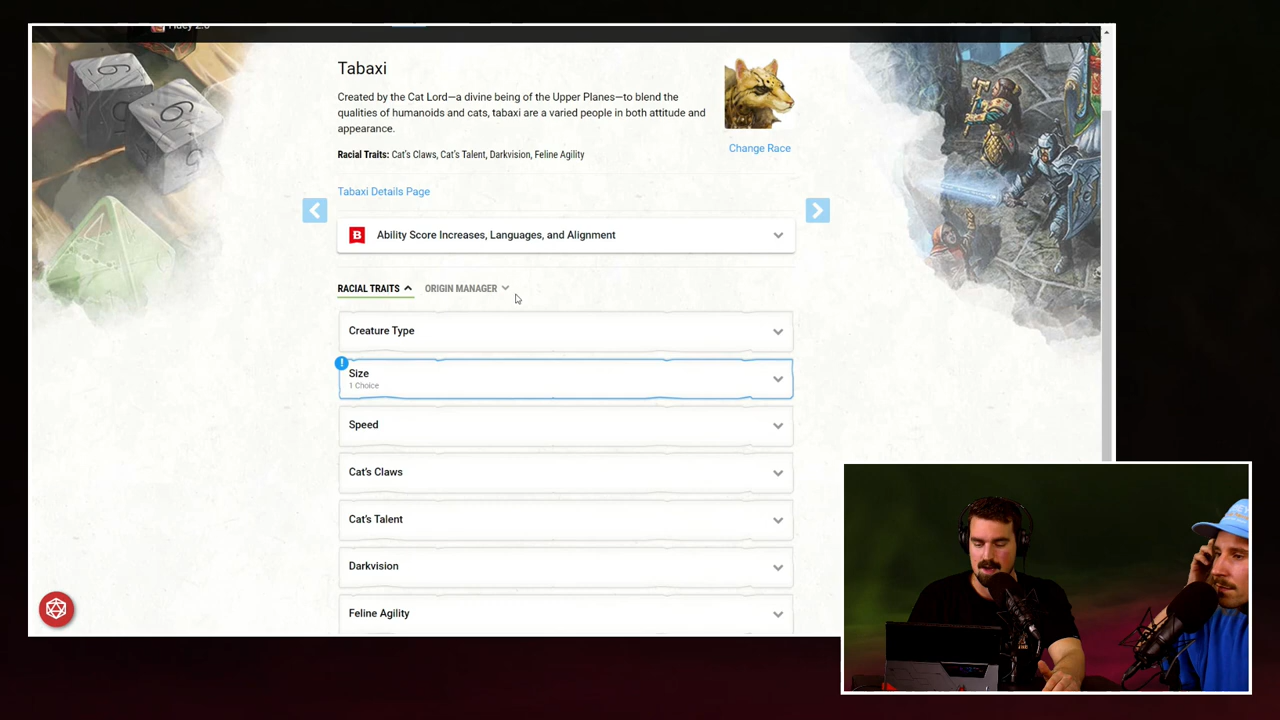 Tabaxi
Created by the Cat Lord—a divine being of the Upper Planes—to blend the
qualities of humanoids and cats, tabaxi are a varied people in both attitude and
appearance.
Racial Traits: Cat's Claws, Cat's Talent, Darkvision, Feline Agility
Change Race
Tabaxi Details Page
B
Ability Score Increases, Languages, and Alignment
RACIAL TRAITS
ORIGIN MANAGER
Creature Type
!
Size
1 Choice
Speed
Cat's Claws
Cat's Talent
Darkvision
Feline Agility